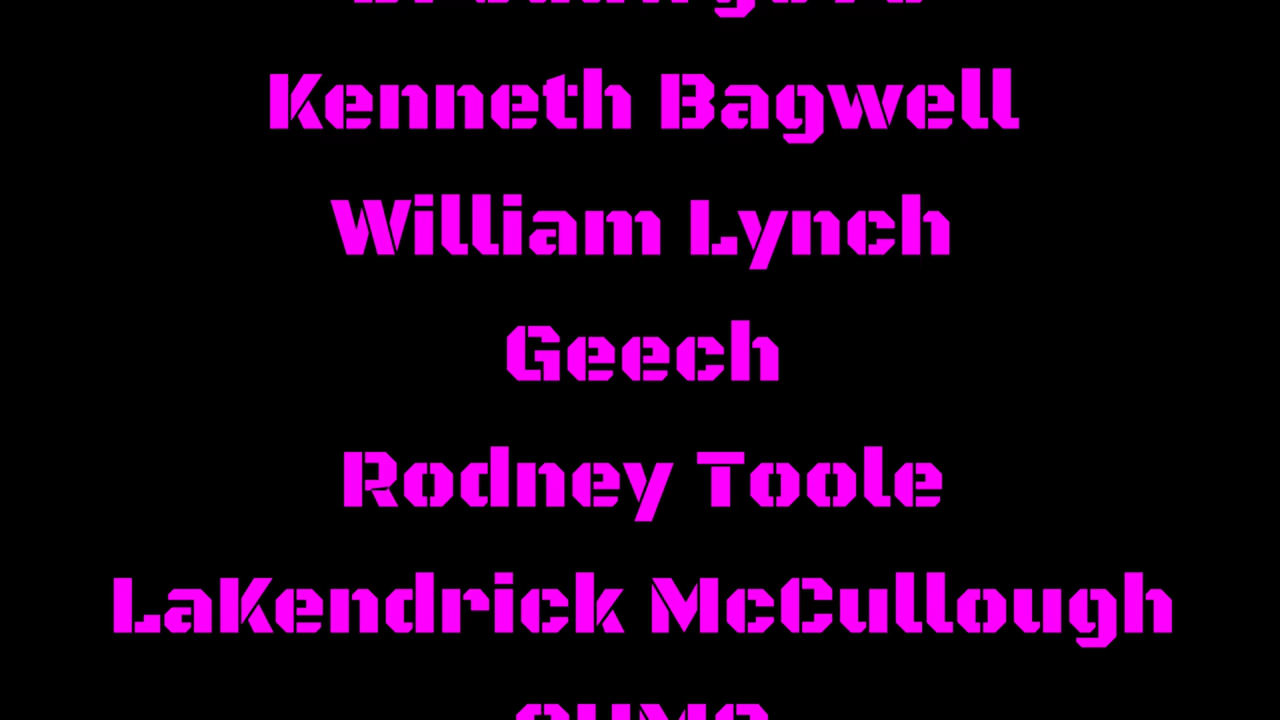 Kenneth Bagwell
William Lynch
Geech
Rodney Toole
LaKendrick McCullough